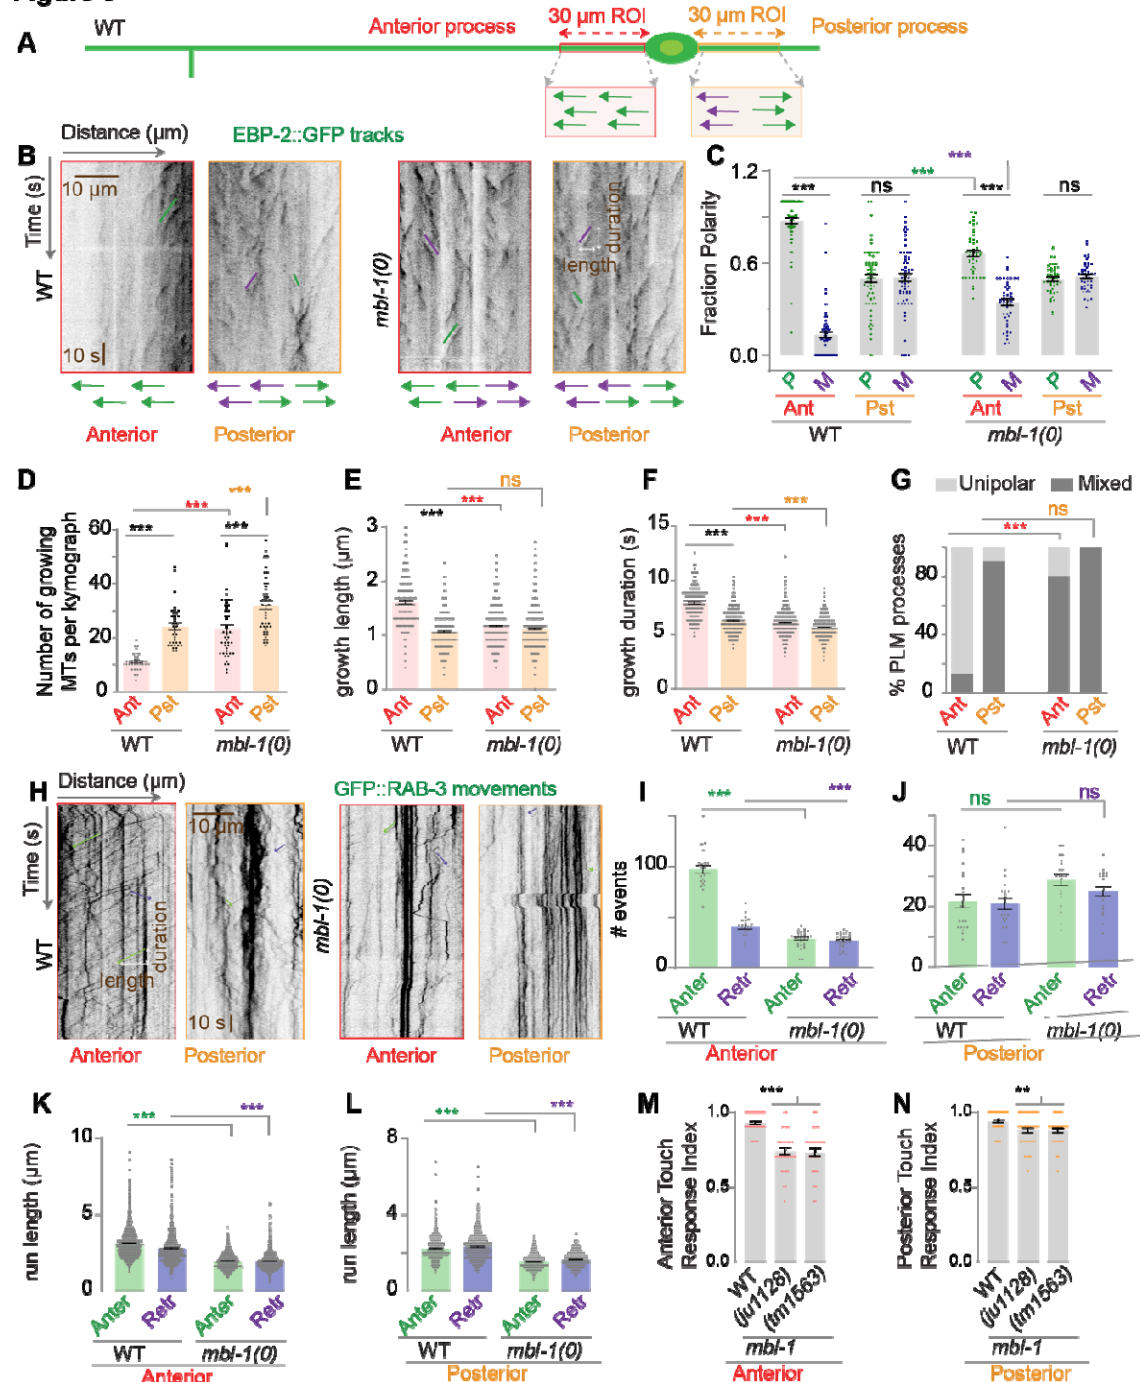 A
WT
Anterior process
30 µm ROI
30 µm ROI
Posterior process
B
Distance (µm)
EBP-2::GFP tracks
Time (s)
WT
10 µm
10 s
mbl-1(0)
length
duration
Anterior
Posterior
Anterior
Posterior
C
Fraction Polarity
1.2
0.6
0.0
***
ns
***
***
***
ns
P M P M P M P M
Ant Pst Ant Pst
WT mbl-1(0)
D
Number of growing
MTs per kymograph
60
40
20
0
***
***
***
***
Ant Pst Ant Pst
WT mbl-1(0)
E
growth length (µm)
3
2
1
0
ns
***
***
Ant Pst Ant Pst
WT mbl-1(0)
F
growth duration (s)
15
10
5
0
***
***
***
Ant Pst Ant Pst
WT mbl-1(0)
G
Unipolar Mixed
ns
***
% PLM processes
80
40
0
Ant Pst Ant Pst
WT mbl-1(0)
H
Distance (µm)
GFP::RAB-3 movements
Time (s)
WT
10 µm
duration
length
10 s
mbl-1(0)
Anterior
Posterior
Anterior
Posterior
I
# events
100
0
***
***
Anter Retr Anter Retr
WT mbl-1(0)
Anterior
J
40
20
0
ns
ns
Anter Retr Anter Retr
WT mbl-1(0)
Posterior
K
run length (µm)
10
5
0
***
***
Anter Retr Anter Retr
WT mbl-1(0)
Anterior
L
run length (µm)
8
4
0
***
***
Anter Retr Anter Retr
WT mbl-1(0)
Posterior
M
Anterior Touch
Response Index
1.0
0.5
0.0
***
WT (ju1128) (tm1563)
mbl-1
Anterior
N
Posterior Touch
Response Index
1.0
0.5
0.0
**
WT (ju1128) (tm1563)
mbl-1
Posterior